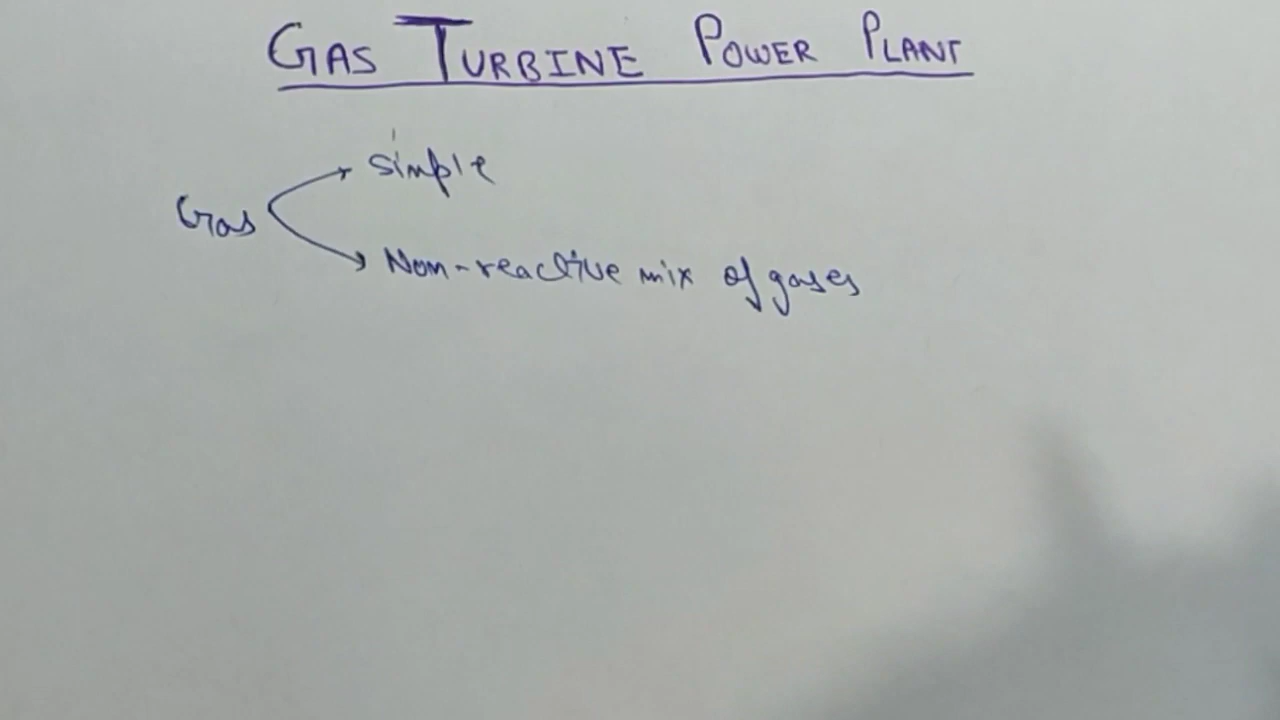 GAS TURBINE POWER PLANT
simple
Gas
Non-reactive mix of gases